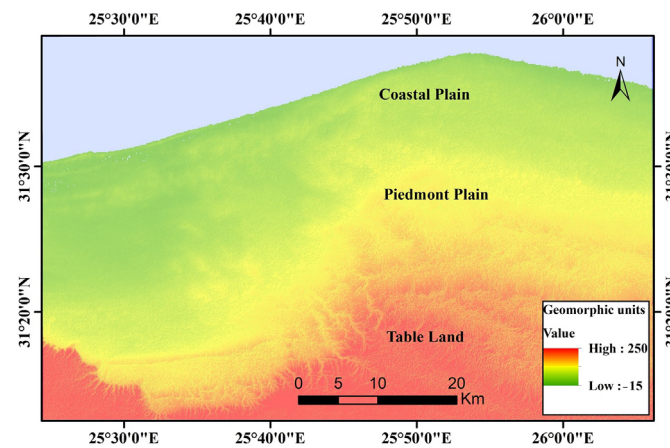 25°30'0"E 25°40'0"E 25°50'0"E 26°0'0"E
N
Coastal Plain
31°30'0"N
Piedmont Plain
31°20'0"N
Geomorphic units
Value
Table Land
High : 250
Low :-15
0 5 10 20
Km
25°30'0"E 25°40'0"E 25°50'0"E 26°0'0"E